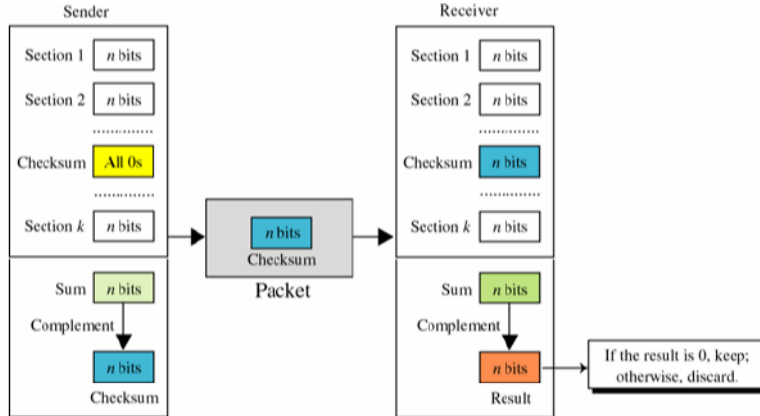 Sender
Section 1 n bits
Section 2 n bits
Checksum All 0s
Section k n bits
Sum n bits
Complement
n bits
Checksum
n bits
Checksum
Packet
Receiver
Section 1 n bits
Section 2 n bits
Checksum n bits
Section k n bits
Sum n bits
Complement
n bits
Result
If the result is 0, keep;
otherwise, discard.